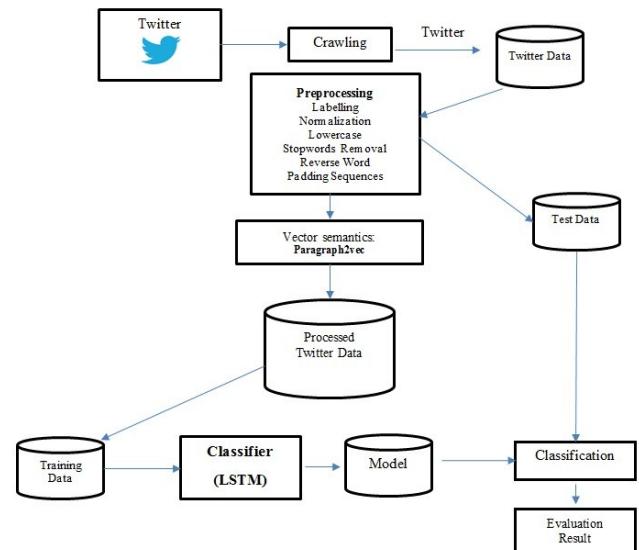 Twitter
Crawling
Twitter
Twitter Data
Preprocessing
Labelling
Normalization
Lowercase
Stopwords Removal
Reverse Word
Padding Sequences
Test Data
Vector semantics:
Paragraph2vec
Processed
Twitter Data
Training
Data
Classifier
(LSTM)
Model
Classification
Evaluation
Result